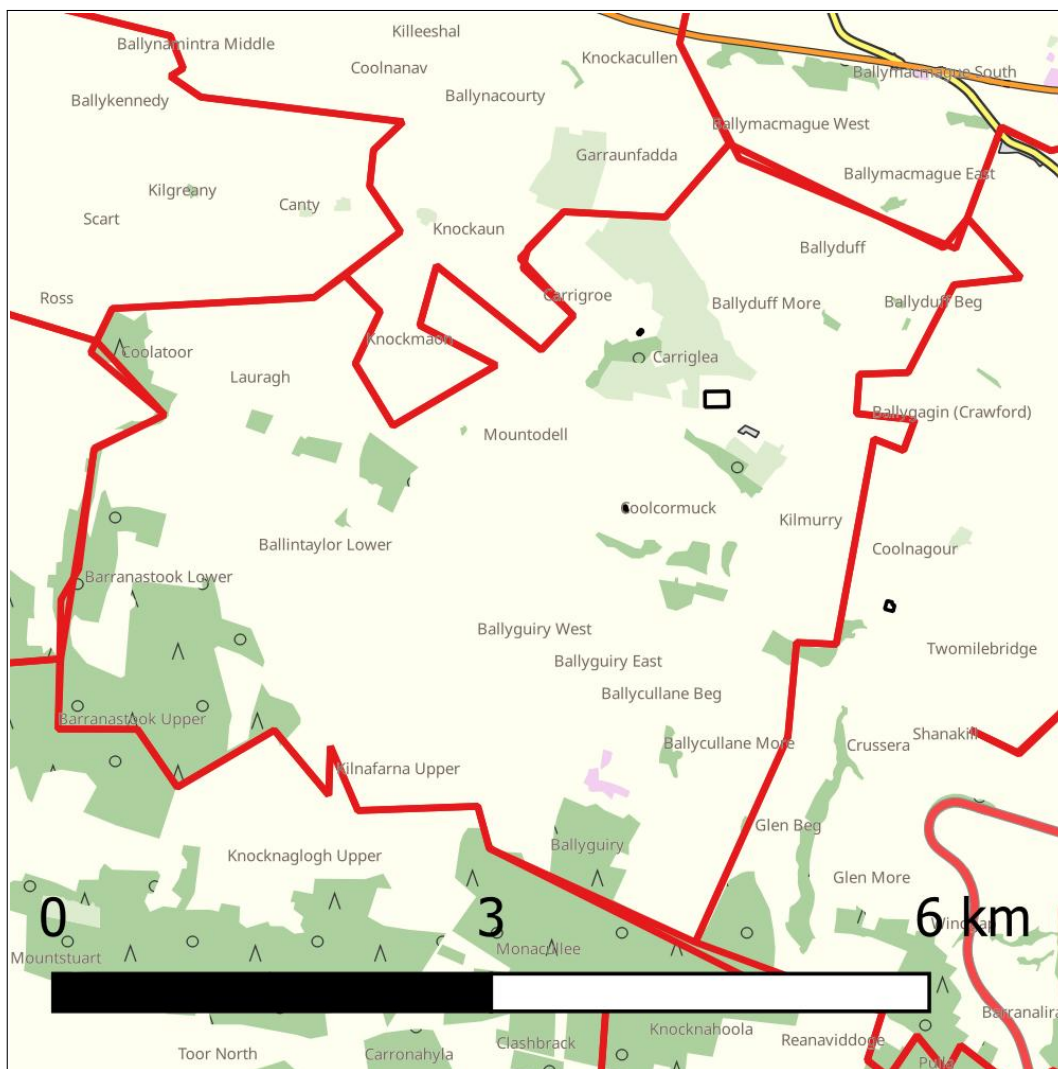 Killeeshal
Ballynamintra Middle
Knockacullen
Coolnanav
Ballymacmague South
Ballynacourty
Ballykennedy
Ballymacmague West
Garraunfadda
Ballymacmague East
Kilgreany
Canty
Scart
Knockaun
Ballyduff
Ross
Carrigroe
Ballyduff More
Ballyduff Beg
Knockmaon
Coolatoor
Carriglea
Lauragh
Ballygagin (Crawford)
Mountodell
Coolcormuck
Kilmurry
Ballintaylor Lower
Coolnagour
Barranastook Lower
Ballyguiry West
Twomilebridge
Ballyguiry East
Ballycullane Beg
Barranastook Upper
Shanakill
Ballycullane More
Crussera
Kilnafarna Upper
Glen Beg
Ballyguiry
Knocknaglogh Upper
Glen More
0 3 6 km
Monacullee
Mountstuart
Knocknahoola
Reanaviddoge
Clashbrack
Toor North
Carronahyla